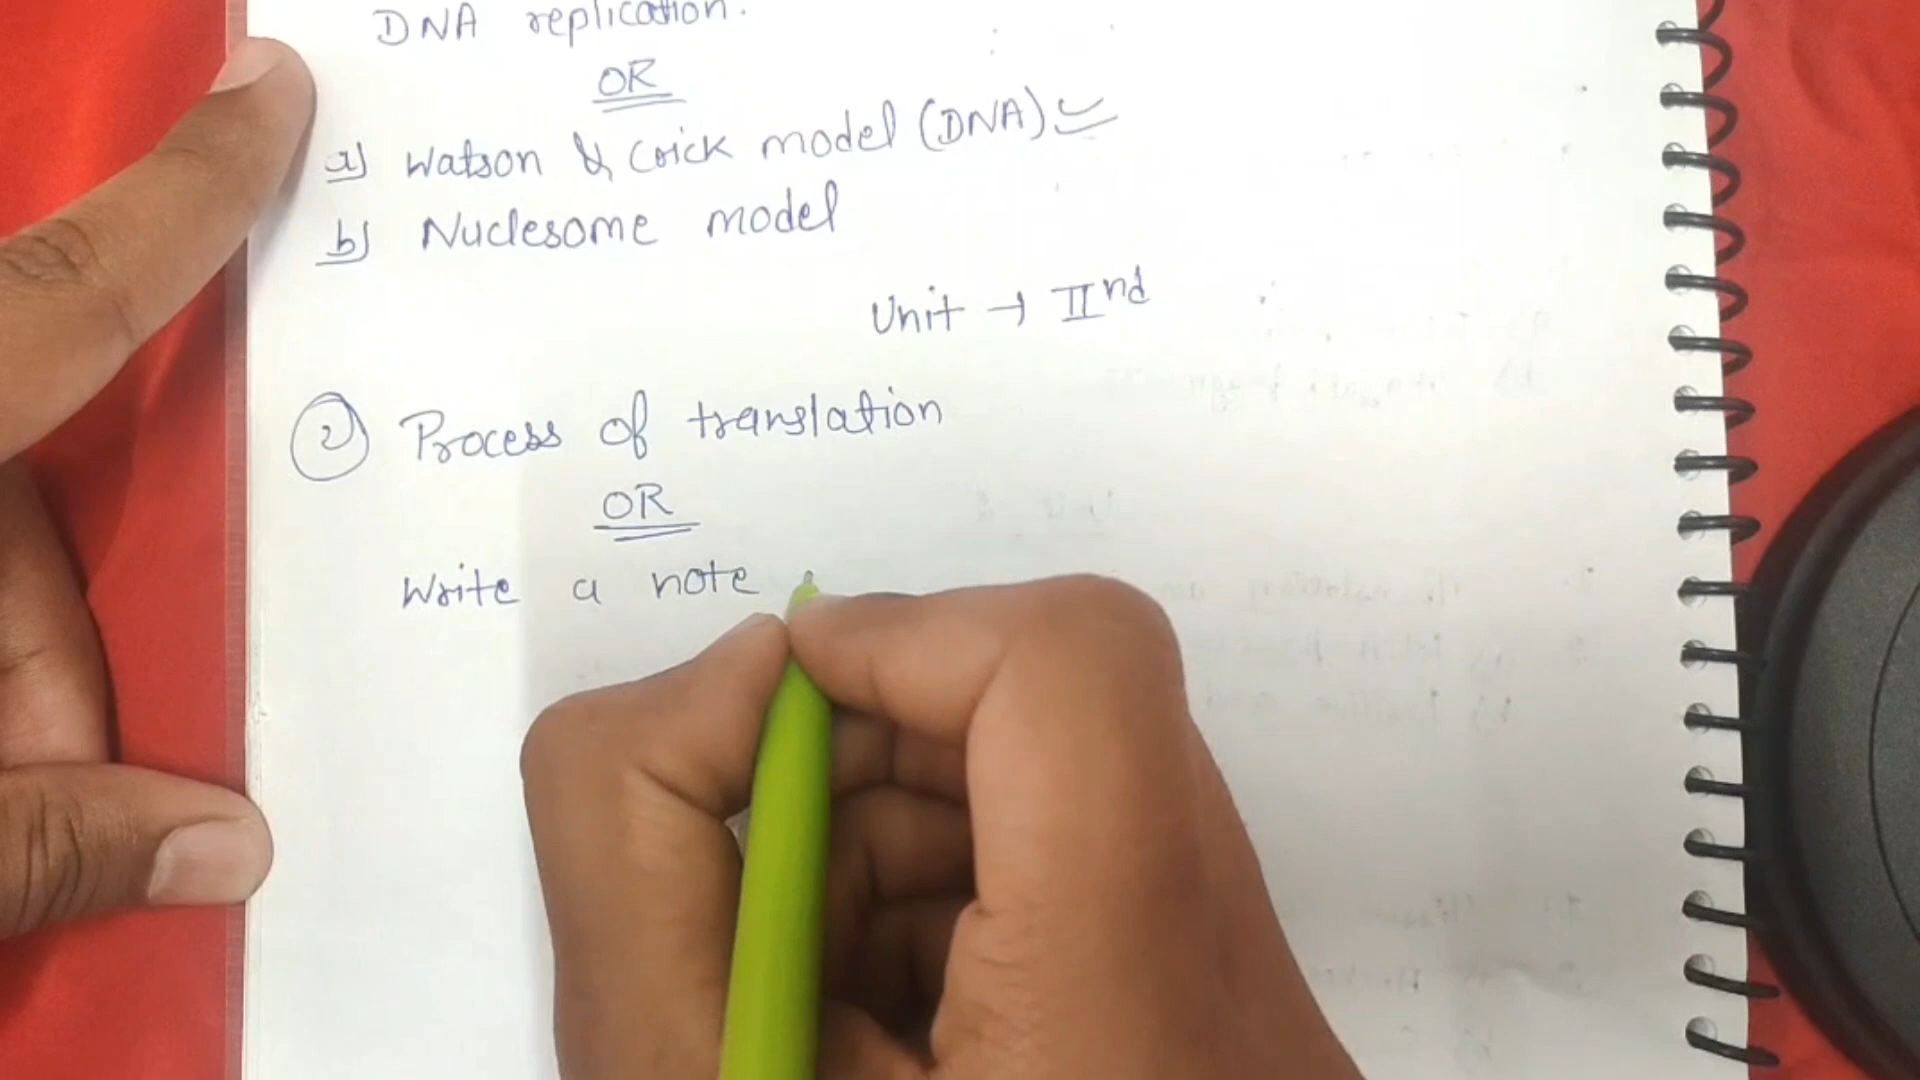 DNA replication.
OR
a) Watson & Crick model (DNA)
b) Nuclesome model
Unit → IInd
2 Process of translation
OR
Write a note